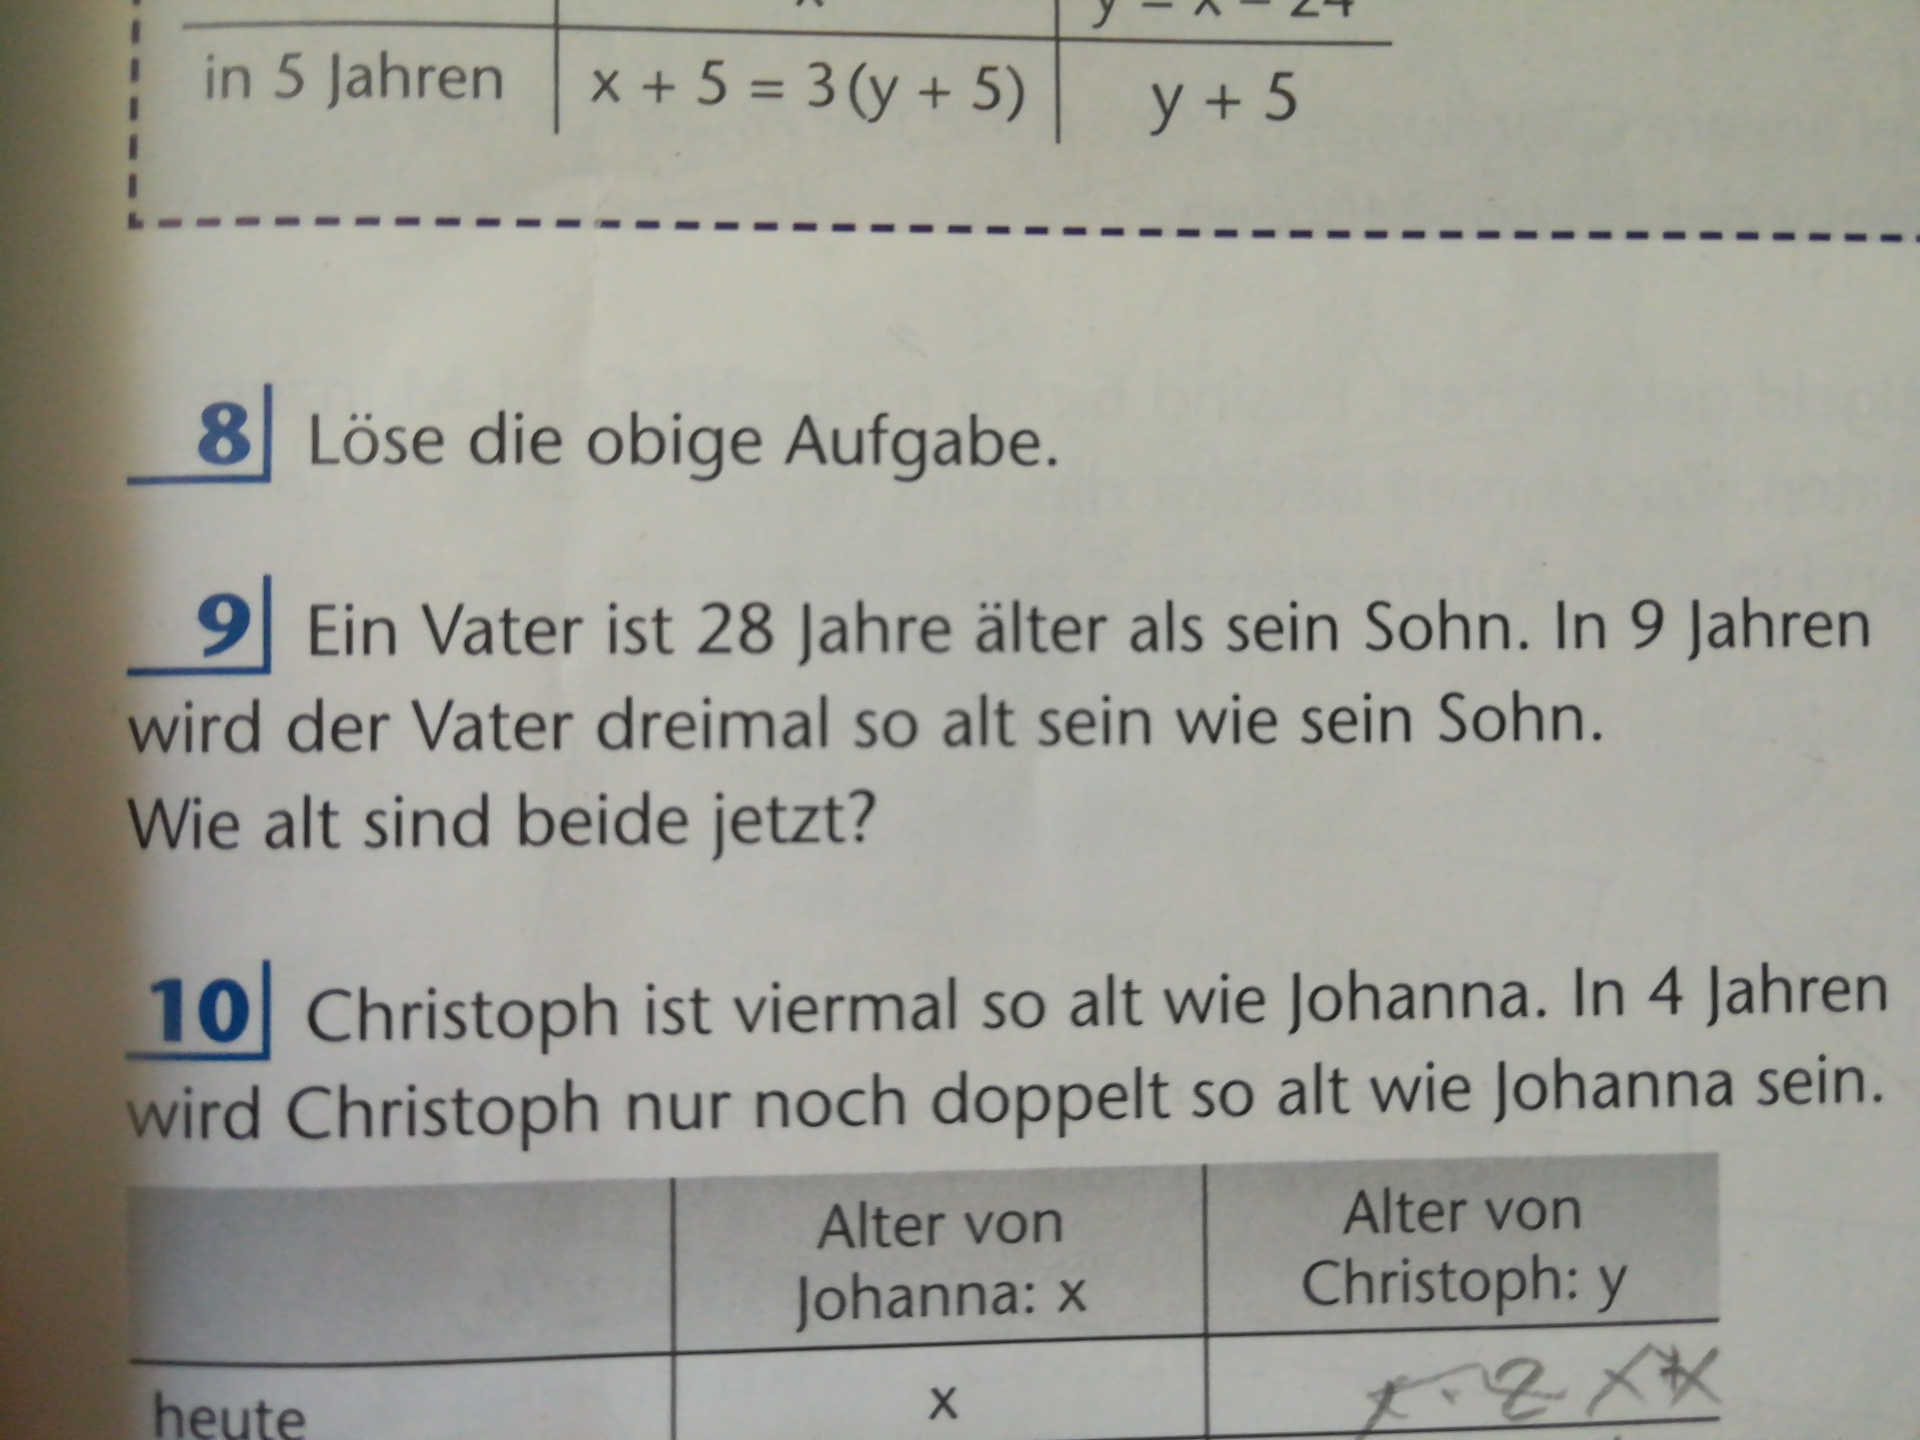 x y = x – 24
in 5 Jahren x + 5 = 3(y + 5) y + 5
8 Löse die obige Aufgabe.
9 Ein Vater ist 28 Jahre älter als sein Sohn. In 9 Jahren
wird der Vater dreimal so alt sein wie sein Sohn.
Wie alt sind beide jetzt?
10 Christoph ist viermal so alt wie Johanna. In 4 Jahren
wird Christoph nur noch doppelt so alt wie Johanna sein.
Alter von Johanna: x Alter von Christoph: y
heute x